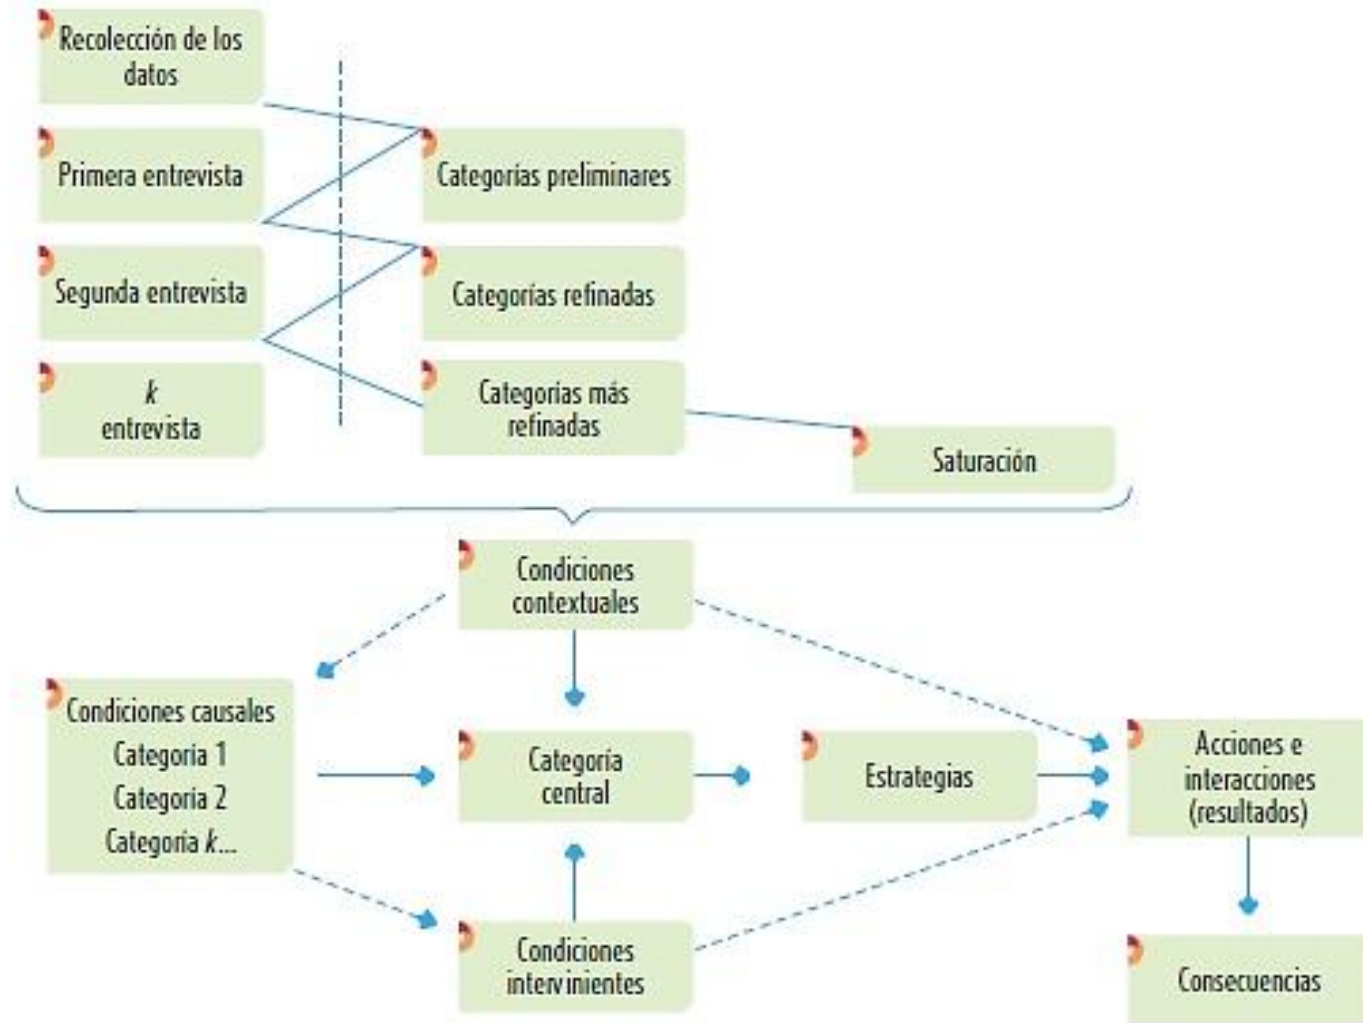 Recolección de los
datos
Primera entrevista
Categorías preliminares
Segunda entrevista
Categorías refinadas
k
entrevista
Categorías más
refinadas
Saturación
Condiciones
contextuales
Condiciones causales
Categoría 1
Categoría 2
Categoría k...
Categoría
central
Estrategias
Acciones e
interacciones
(resultados)
Condiciones
intervinientes
Consecuencias